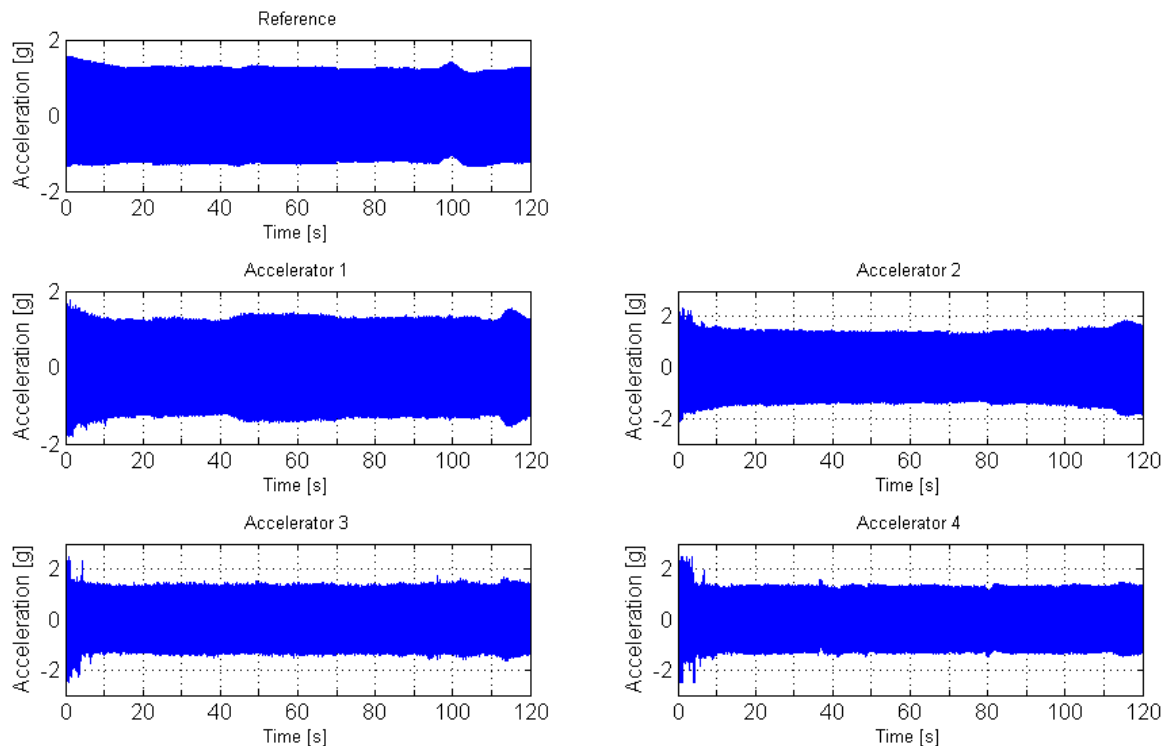 Reference
Acceleration [g]
2
0
-2
0 20 40 60 80 100 120
Time [s]
Accelerator 1
Acceleration [g]
2
0
-2
0 20 40 60 80 100 120
Time [s]
Accelerator 2
Acceleration [g]
2
0
-2
0 20 40 60 80 100 120
Time [s]
Accelerator 3
Acceleration [g]
2
0
-2
0 20 40 60 80 100 120
Time [s]
Accelerator 4
Acceleration [g]
2
0
-2
0 20 40 60 80 100 120
Time [s]